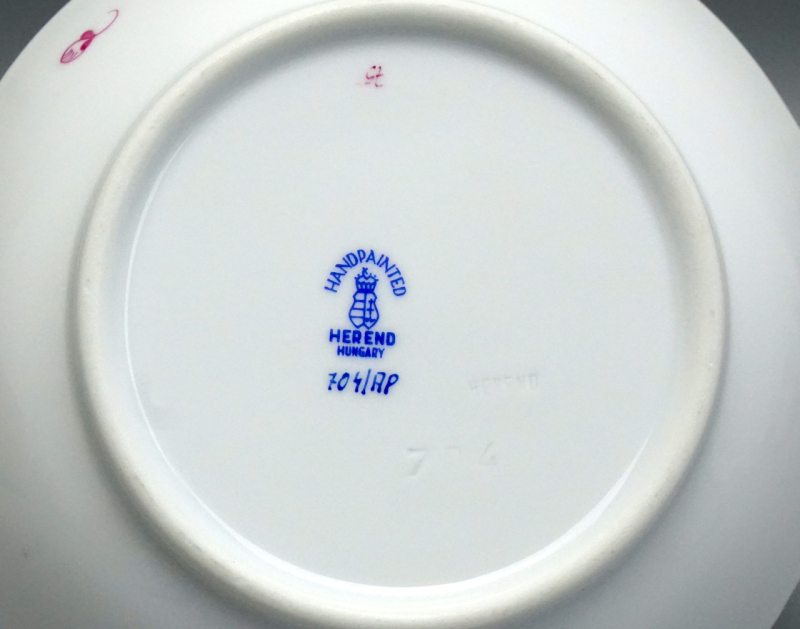 HANDPAINTED
HEREND
HUNGARY
704/AP
HEREND
704